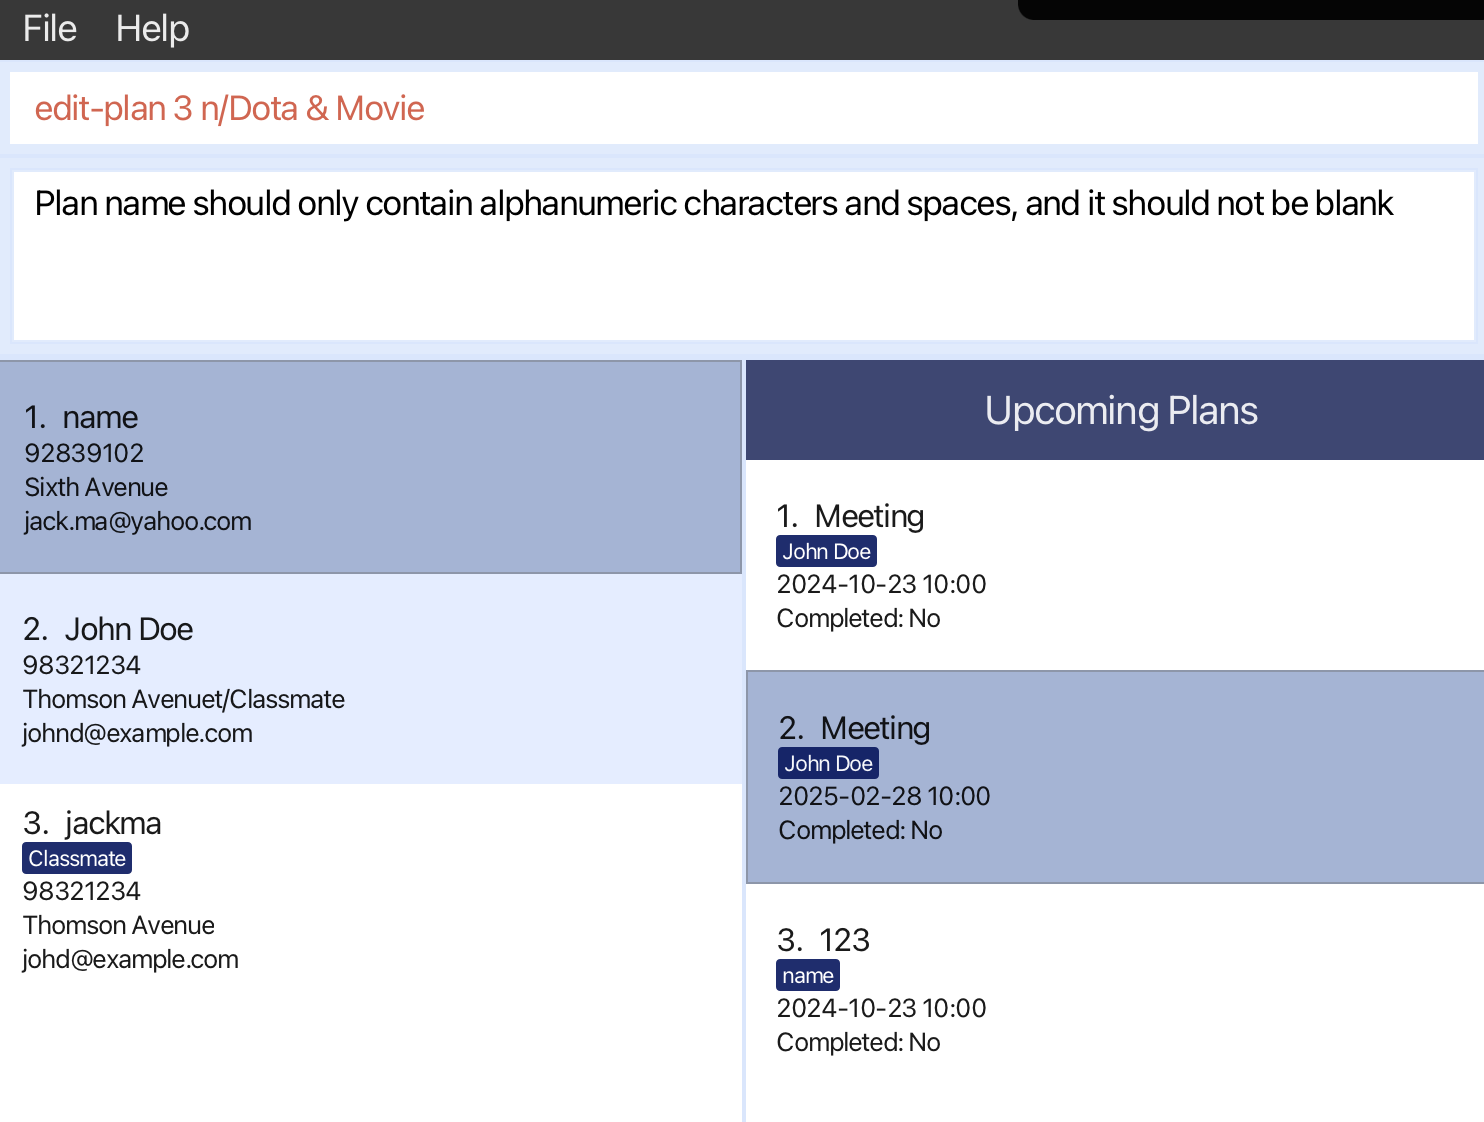 File Help
edit-plan 3 n/Dota & Movie
Plan name should only contain alphanumeric characters and spaces, and it should not be blank
1. name
92839102
Sixth Avenue
jack.ma@yahoo.com
2. John Doe
98321234
Thomson Avenuet/Classmate
johnd@example.com
3. jackma
Classmate
98321234
Thomson Avenue
johd@example.com
Upcoming Plans
1. Meeting
John Doe
2024-10-23 10:00
Completed: No
2. Meeting
John Doe
2025-02-28 10:00
Completed: No
3. 123
name
2024-10-23 10:00
Completed: No